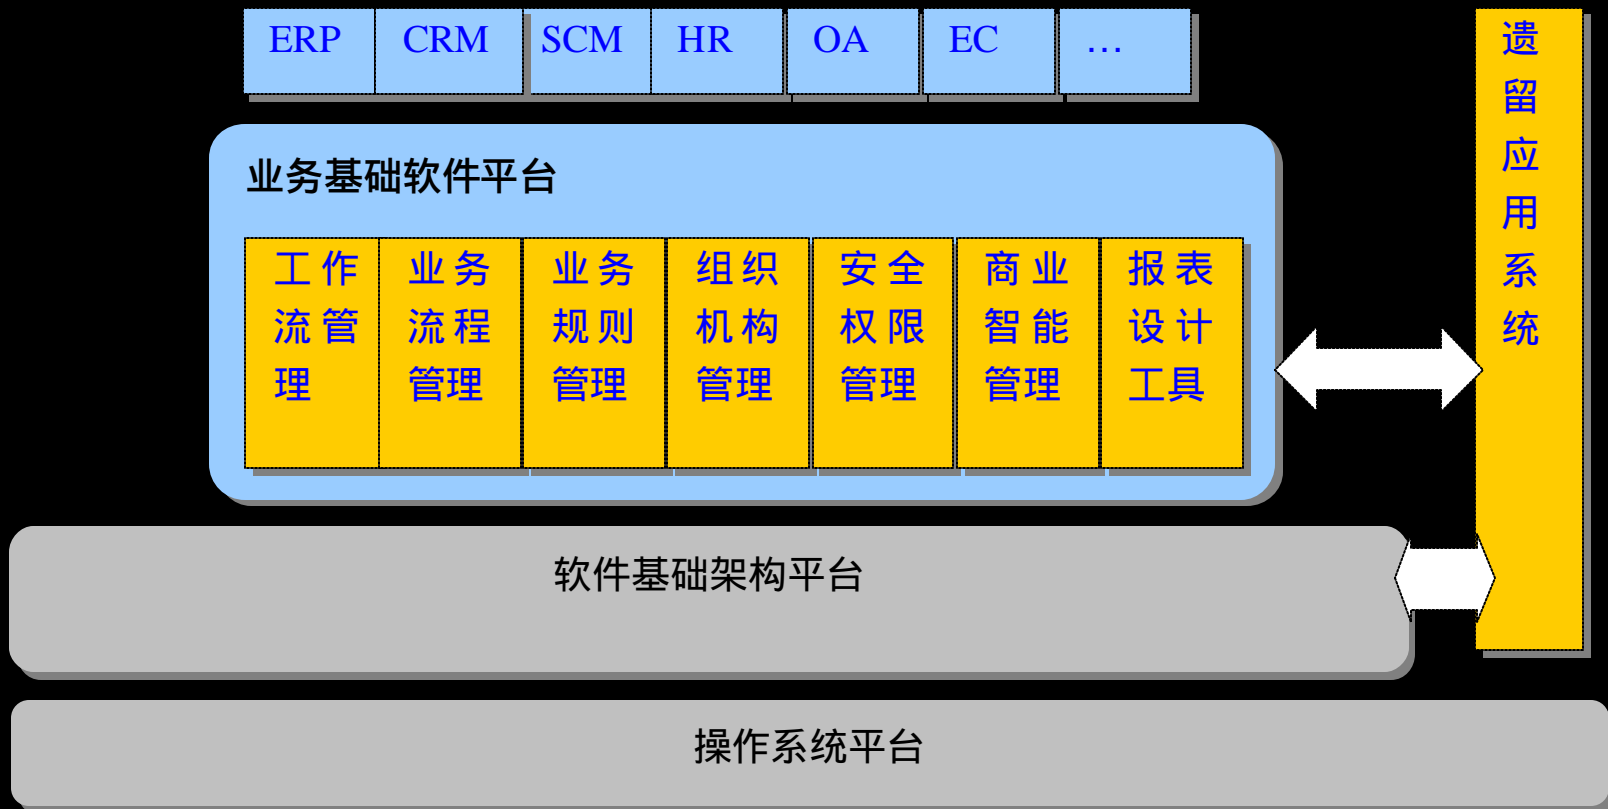 ERP CRM SCM HR OA EC …
业务基础软件平台
工作
流管
理
业务
流程
管理
业务
规则
管理
组织
机构
管理
安全
权限
管理
商业
智能
管理
报表
设计
工具
遗
留
应
用
系
统
软件基础架构平台
操作系统平台